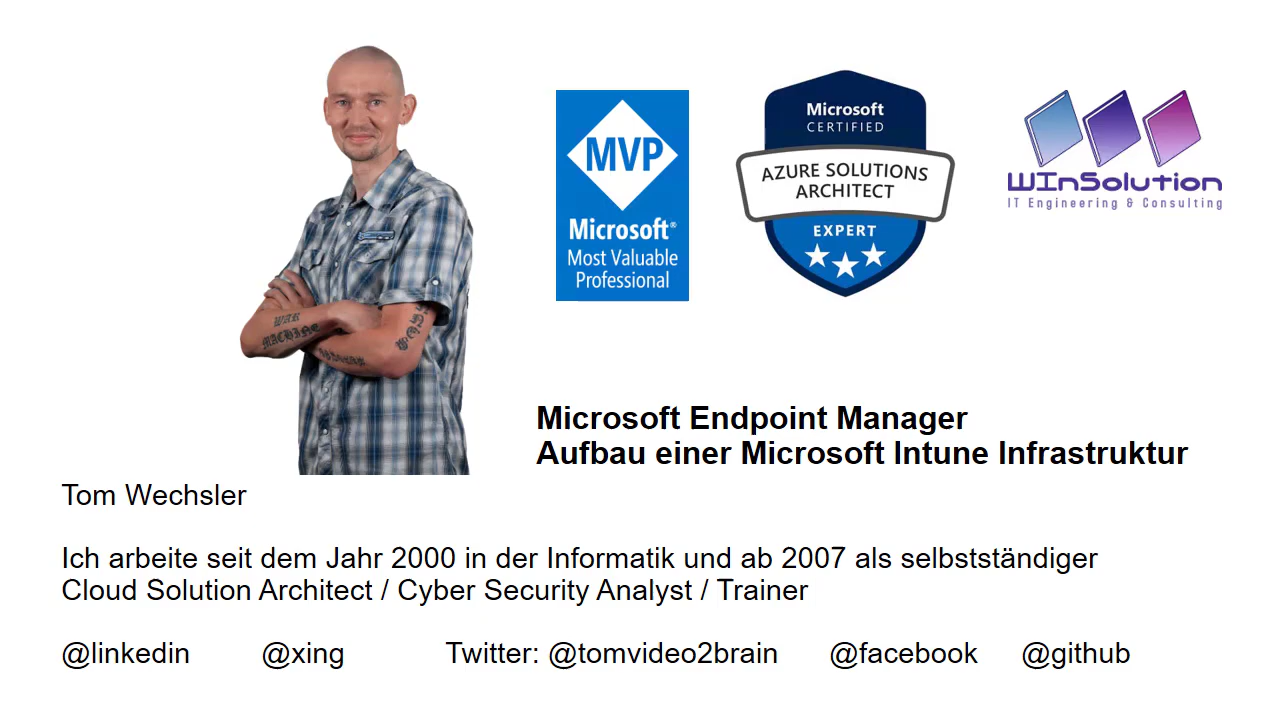 MVP
Microsoft®
Most Valuable
Professional
Microsoft
CERTIFIED
AZURE SOLUTIONS
ARCHITECT
EXPERT
WInSolution
IT Engineering & Consulting
WAR
MACHINE
Microsoft Endpoint Manager
Aufbau einer Microsoft Intune Infrastruktur
Tom Wechsler
Ich arbeite seit dem Jahr 2000 in der Informatik und ab 2007 als selbstständiger
Cloud Solution Architect / Cyber Security Analyst / Trainer
@linkedin @xing Twitter: @tomvideo2brain @facebook @github